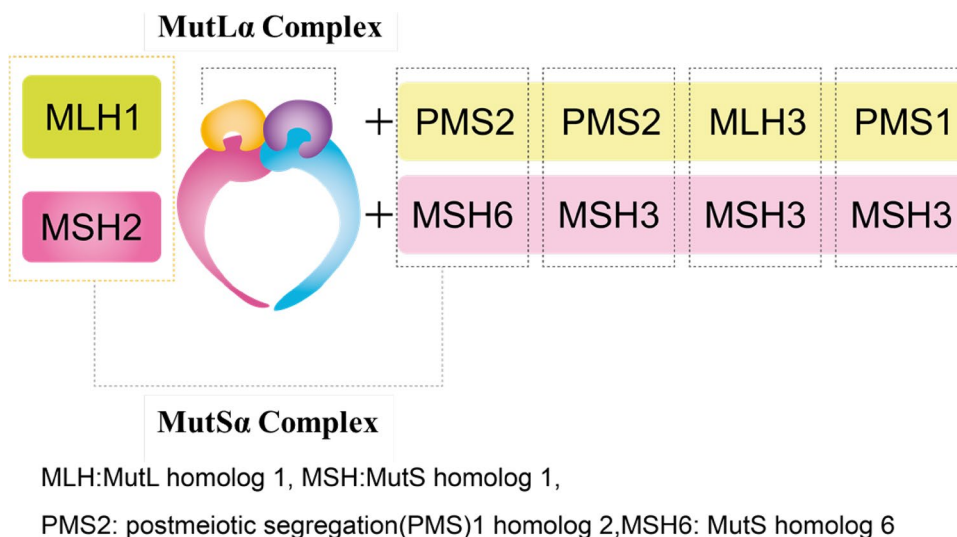 MutLα Complex
MLH1 + PMS2 PMS2 MLH3 PMS1
MSH2 + MSH6 MSH3 MSH3 MSH3
MutSα Complex
MLH:MutL homolog 1, MSH:MutS homolog 1,
PMS2: postmeiotic segregation(PMS)1 homolog 2,MSH6: MutS homolog 6